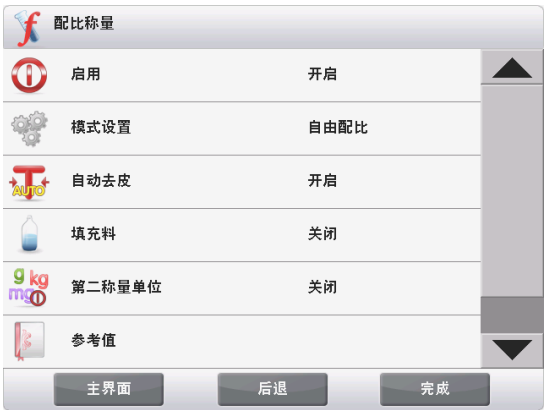 配比称量
启用 开启
模式设置 自由配比
AUTO 自动去皮 开启
填充料 关闭
g kg mg 第二称量单位 关闭
参考值
主界面 后退 完成